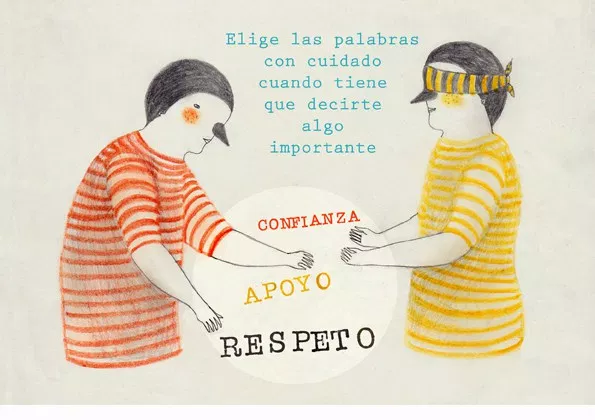 Elige las palabras
con cuidado
cuando tiene
que decirte
algo
importante
CONFIANZA
APOYO
RESPETO